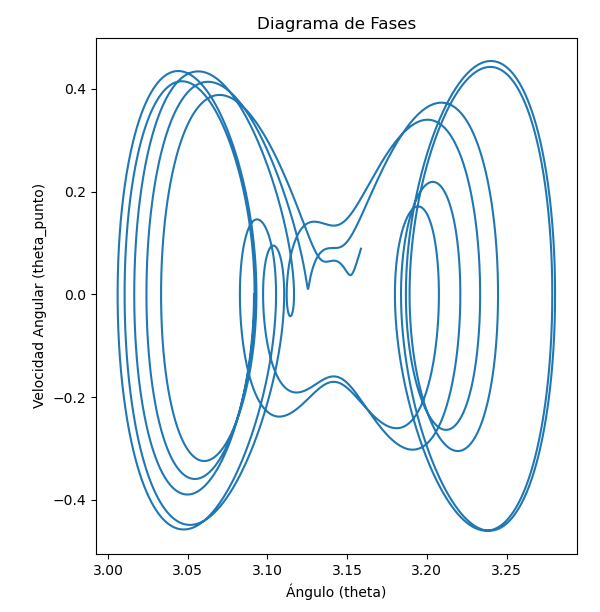 Diagrama de Fases
Velocidad Angular (theta_punto)
0.4
0.2
0.0
−0.2
−0.4
3.00 3.05 3.10 3.15 3.20 3.25
Ángulo (theta)